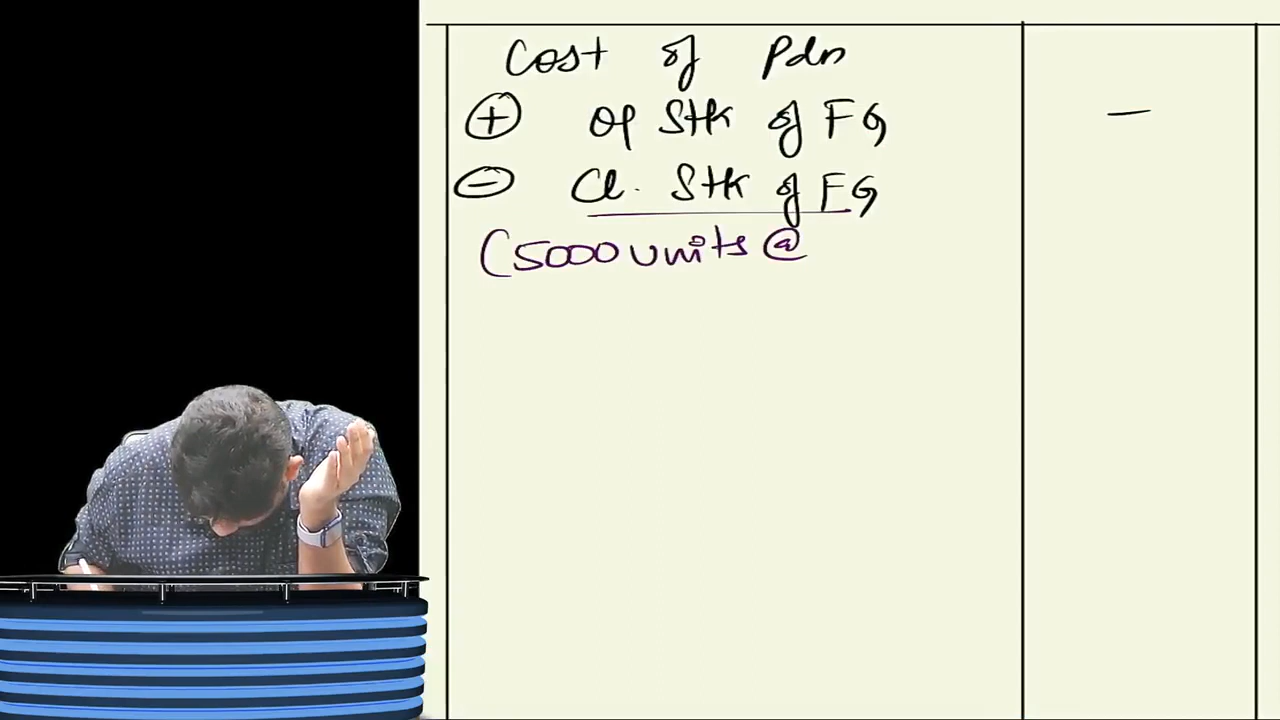 Cost of Pdn
+ Op Stk of FG —
- Cl. Stk of FG
(5000 units @